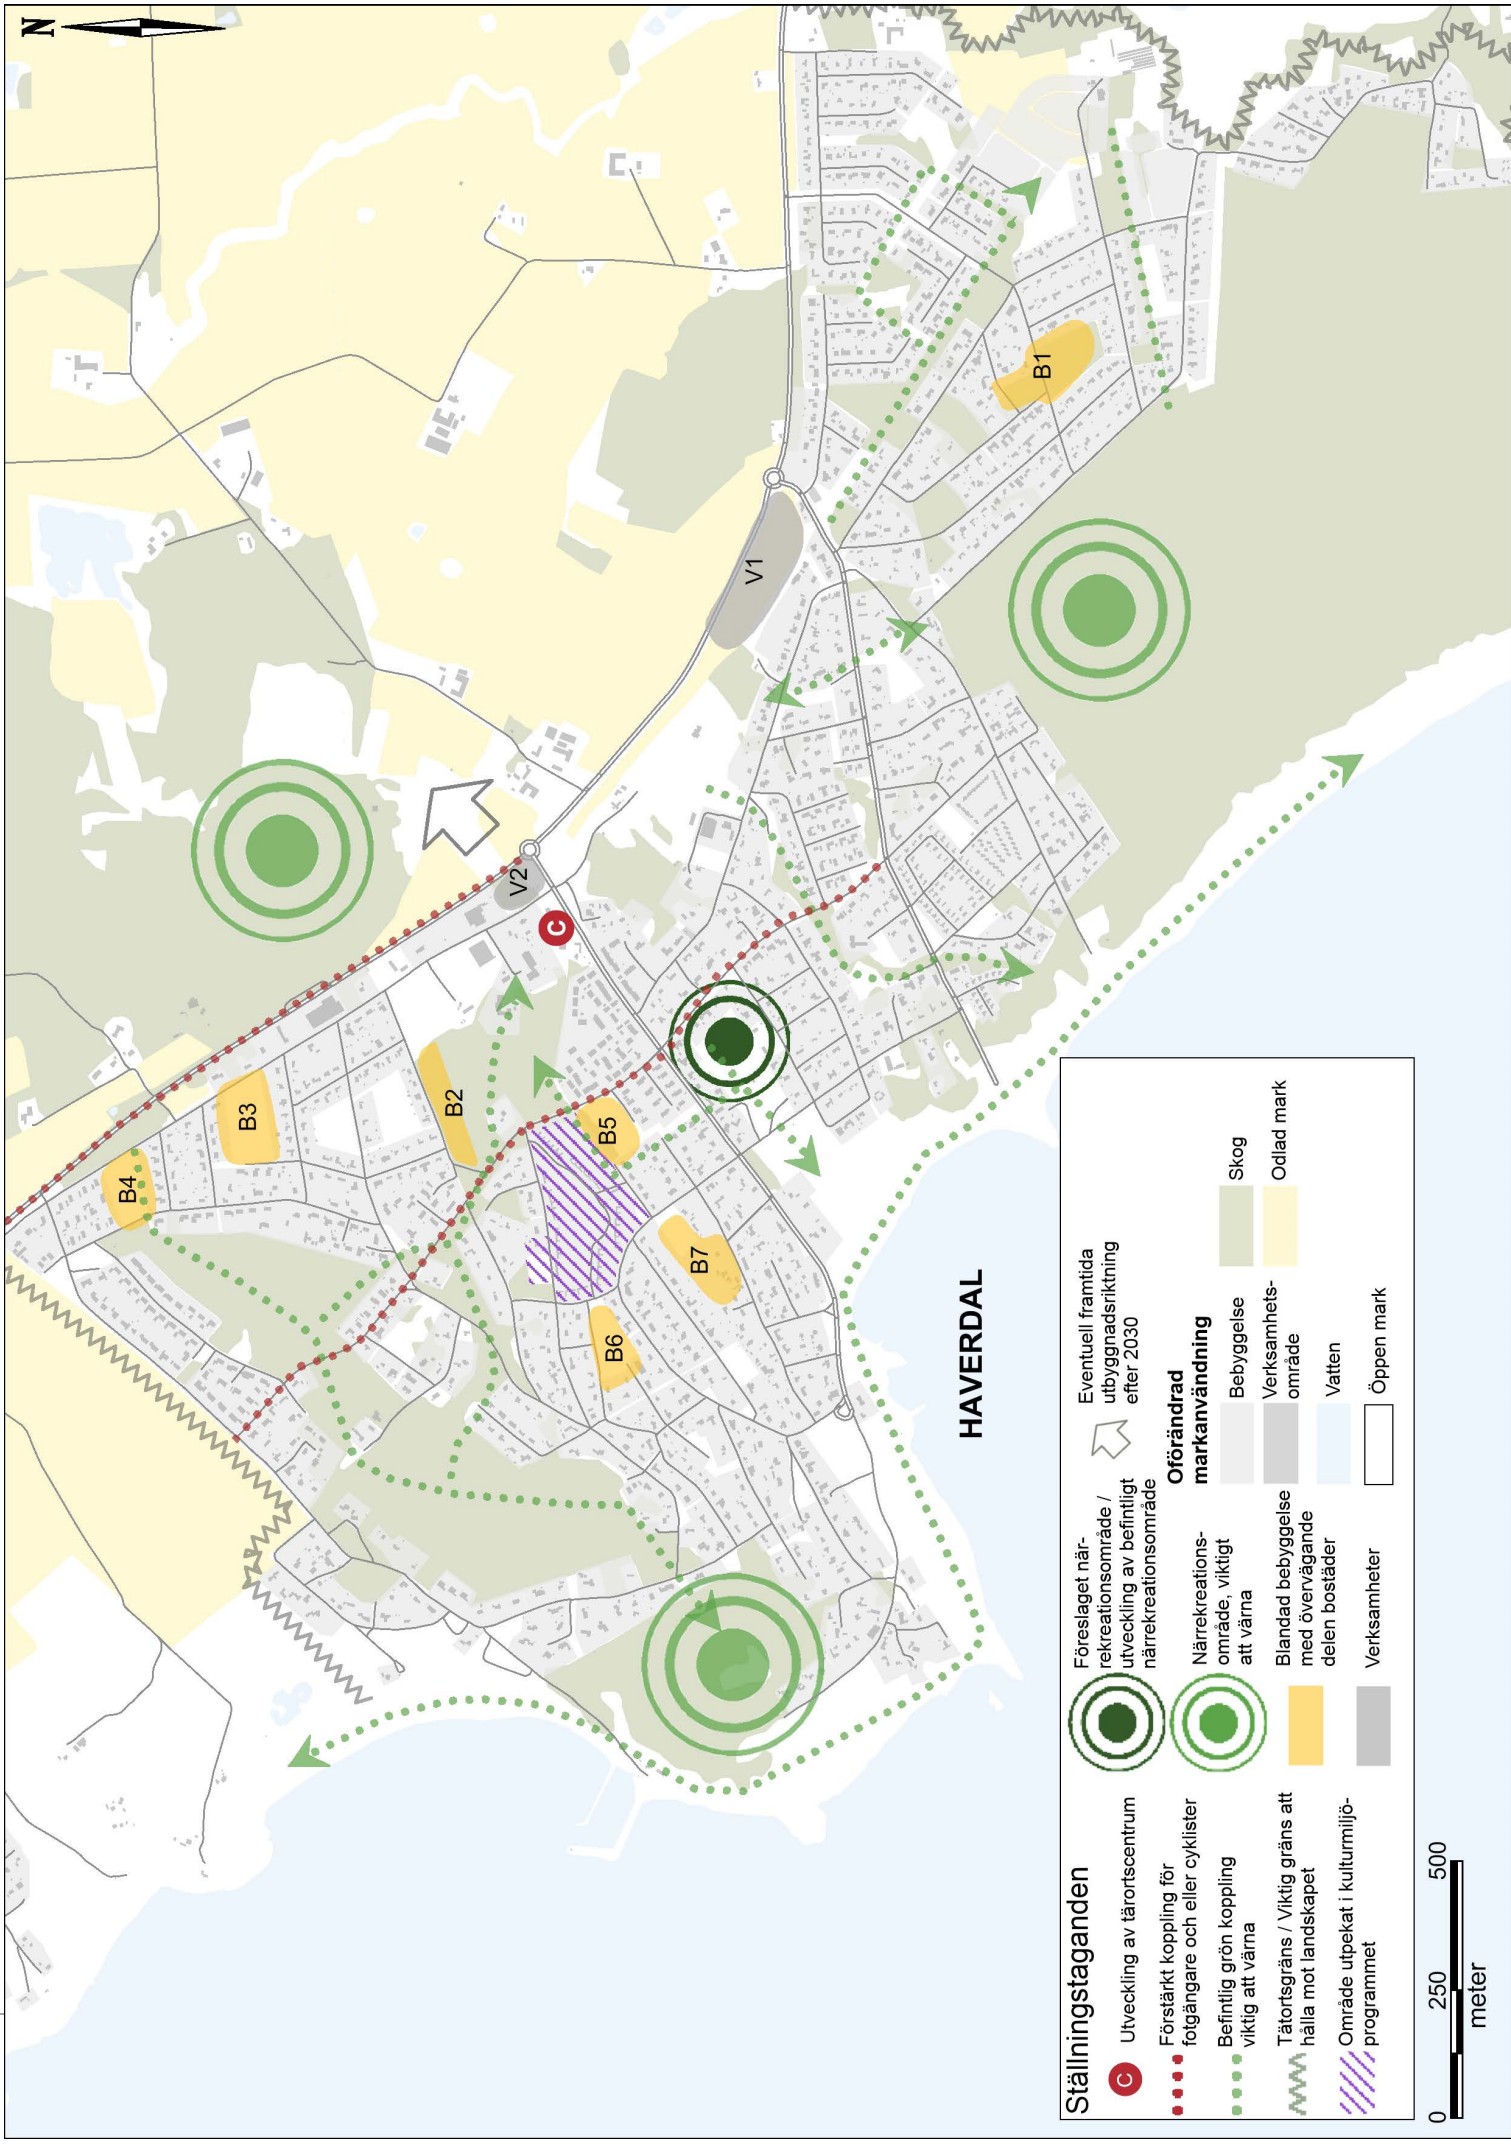 N
B4
B3
B2
V2
C
V1
B5
B6
B7
B1
HAVERDAL
Ställningstaganden
C
Utveckling av tärortscentrum
Förstärkt koppling för
fotgängare och eller cyklister
Befintlig grön koppling
viktig att värna
Tätortsgräns / Viktig gräns att
hålla mot landskapet
Område utpekat i kulturmiljö-
programmet
Föreslaget när-
rekreationsområde /
utveckling av befintligt
närrekreationsområde
Närrekreations-
område, viktigt
att värna
Blandad bebyggelse
med övervägande
delen bostäder
Verksamheter
Eventuell framtida
utbyggnadsriktning
efter 2030
Oförändrad
markanvändning
Bebyggelse
Verksamhets-
område
Vatten
Öppen mark
Skog
Odlad mark
0 250 500
meter